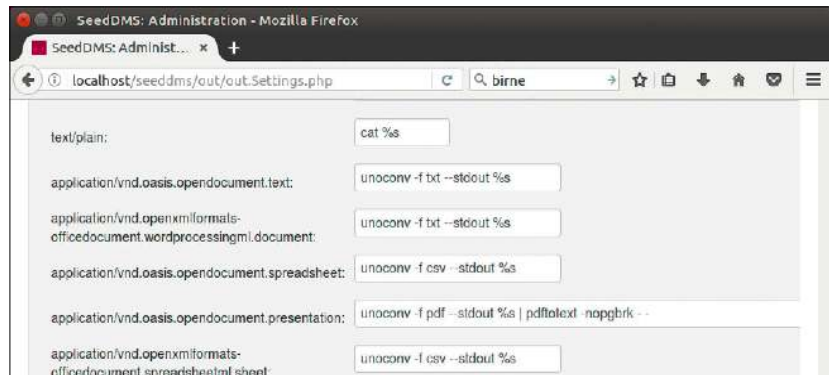 SeedDMS: Administration - Mozilla Firefox
SeedDMS: Administ... × +
localhost/seeddms/out/out.Settings.php birne
text/plain: cat %s
application/vnd.oasis.opendocument.text: unoconv -f txt --stdout %s
application/vnd.openxmlformats-
officedocument.wordprocessingml.document: unoconv -f txt --stdout %s
application/vnd.oasis.opendocument.spreadsheet: unoconv -f csv --stdout %s
application/vnd.oasis.opendocument.presentation: unoconv -f pdf --stdout %s | pdftotext -nopgbrk - -
application/vnd.openxmlformats-
officedocument.spreadsheetml.sheet: unoconv -f csv --stdout %s